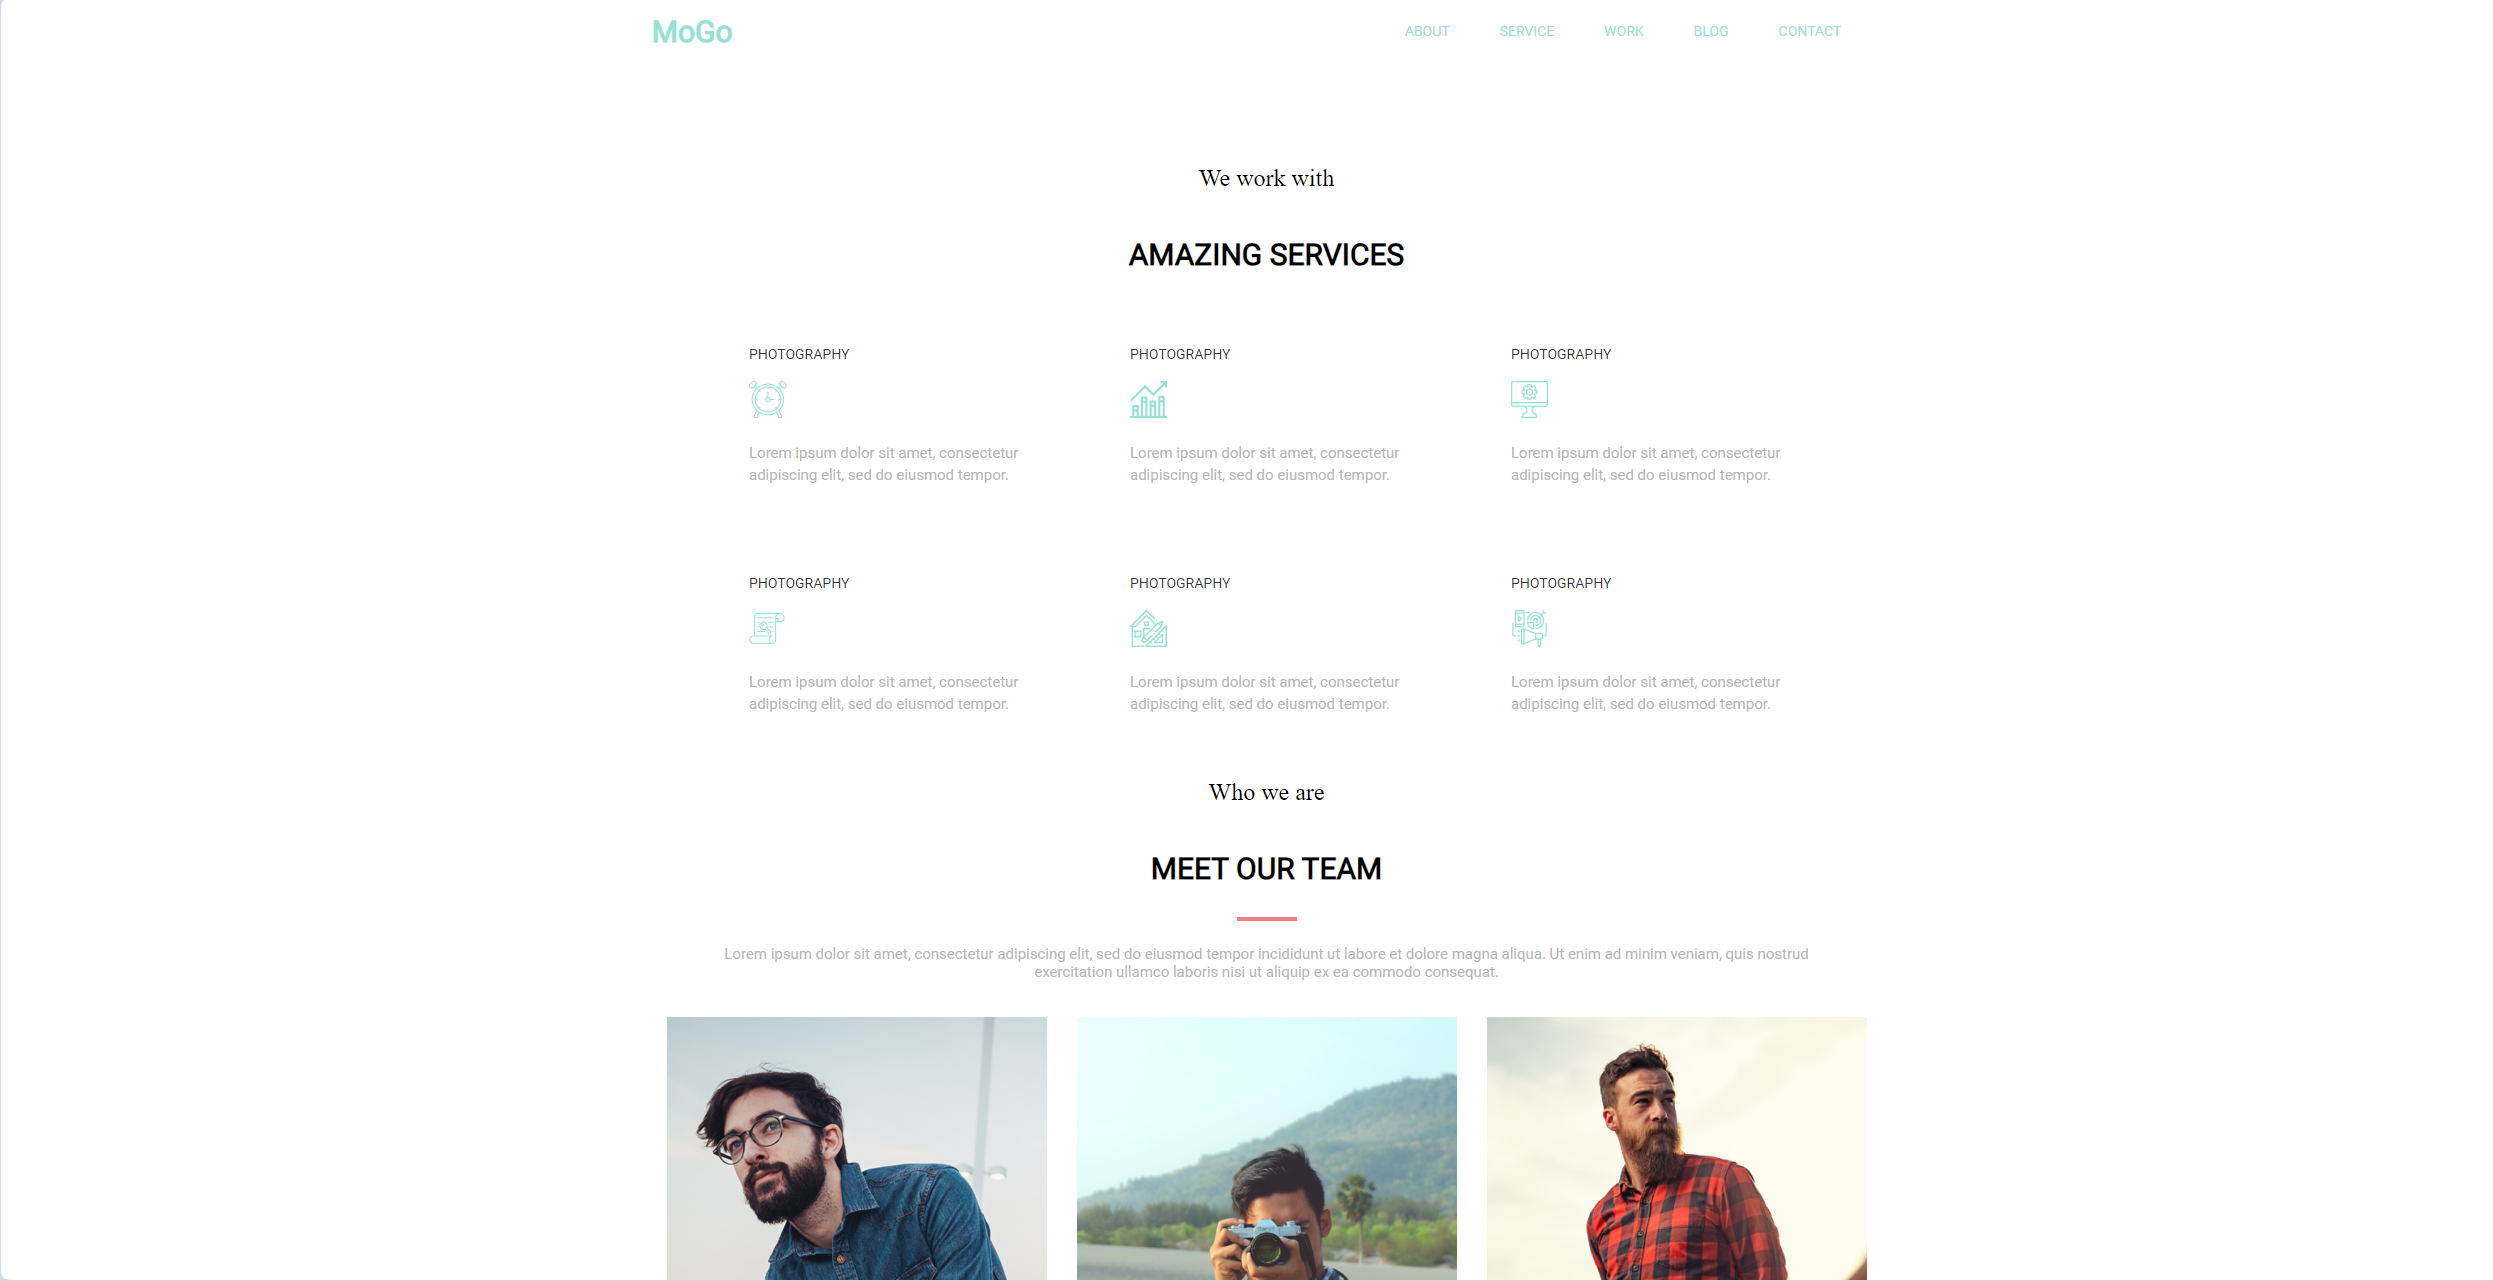 MoGo
ABOUT SERVICE WORK BLOG CONTACT
We work with
AMAZING SERVICES
PHOTOGRAPHY
Lorem ipsum dolor sit amet, consectetur
adipiscing elit, sed do eiusmod tempor.
PHOTOGRAPHY
Lorem ipsum dolor sit amet, consectetur
adipiscing elit, sed do eiusmod tempor.
PHOTOGRAPHY
Lorem ipsum dolor sit amet, consectetur
adipiscing elit, sed do eiusmod tempor.
PHOTOGRAPHY
Lorem ipsum dolor sit amet, consectetur
adipiscing elit, sed do eiusmod tempor.
PHOTOGRAPHY
Lorem ipsum dolor sit amet, consectetur
adipiscing elit, sed do eiusmod tempor.
PHOTOGRAPHY
Lorem ipsum dolor sit amet, consectetur
adipiscing elit, sed do eiusmod tempor.
Who we are
MEET OUR TEAM
Lorem ipsum dolor sit amet, consectetur adipiscing elit, sed do eiusmod tempor incididunt ut labore et dolore magna aliqua. Ut enim ad minim veniam, quis nostrud
exercitation ullamco laboris nisi ut aliquip ex ea commodo consequat.